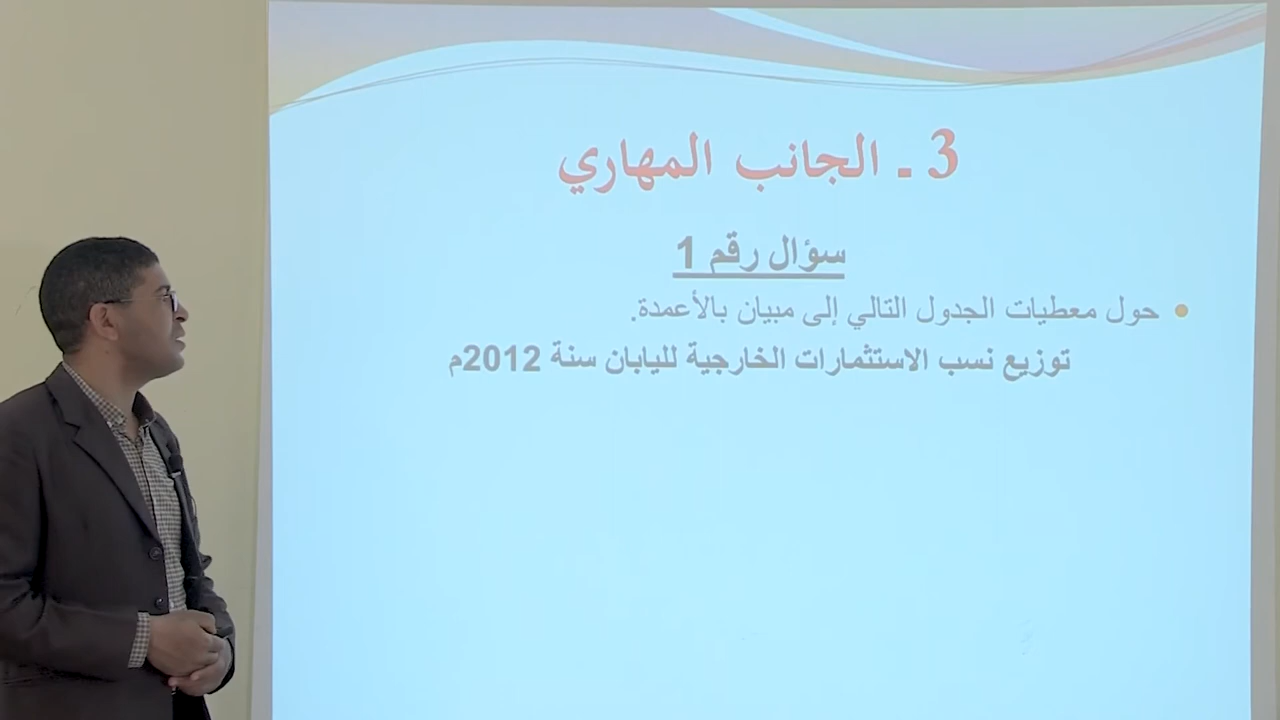 3 ـ الجانب المهاري
سؤال رقم 1
• حول معطيات الجدول التالي إلى مبيان بالأعمدة.
توزيع نسب الاستثمارات الخارجية لليابان سنة 2012م